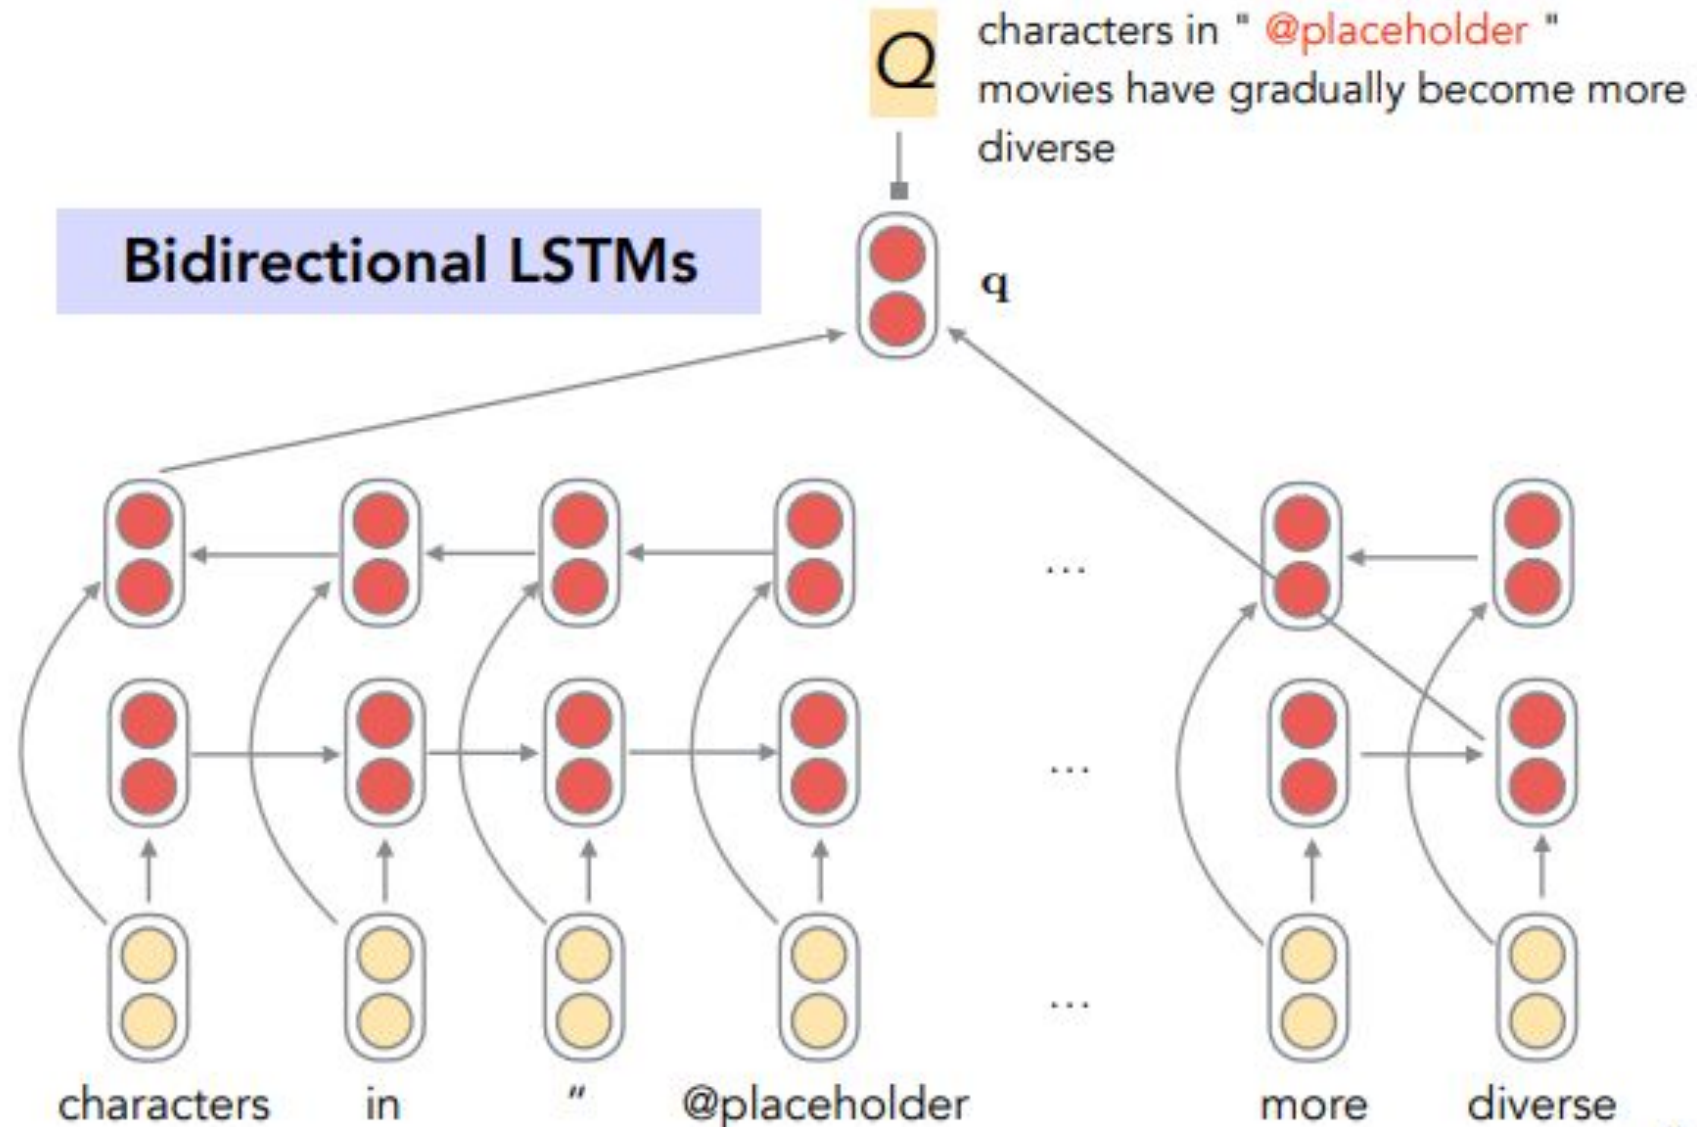 Q
characters in " @placeholder "
movies have gradually become more
diverse
Bidirectional LSTMs
q
...
...
...
characters in “ @placeholder more diverse